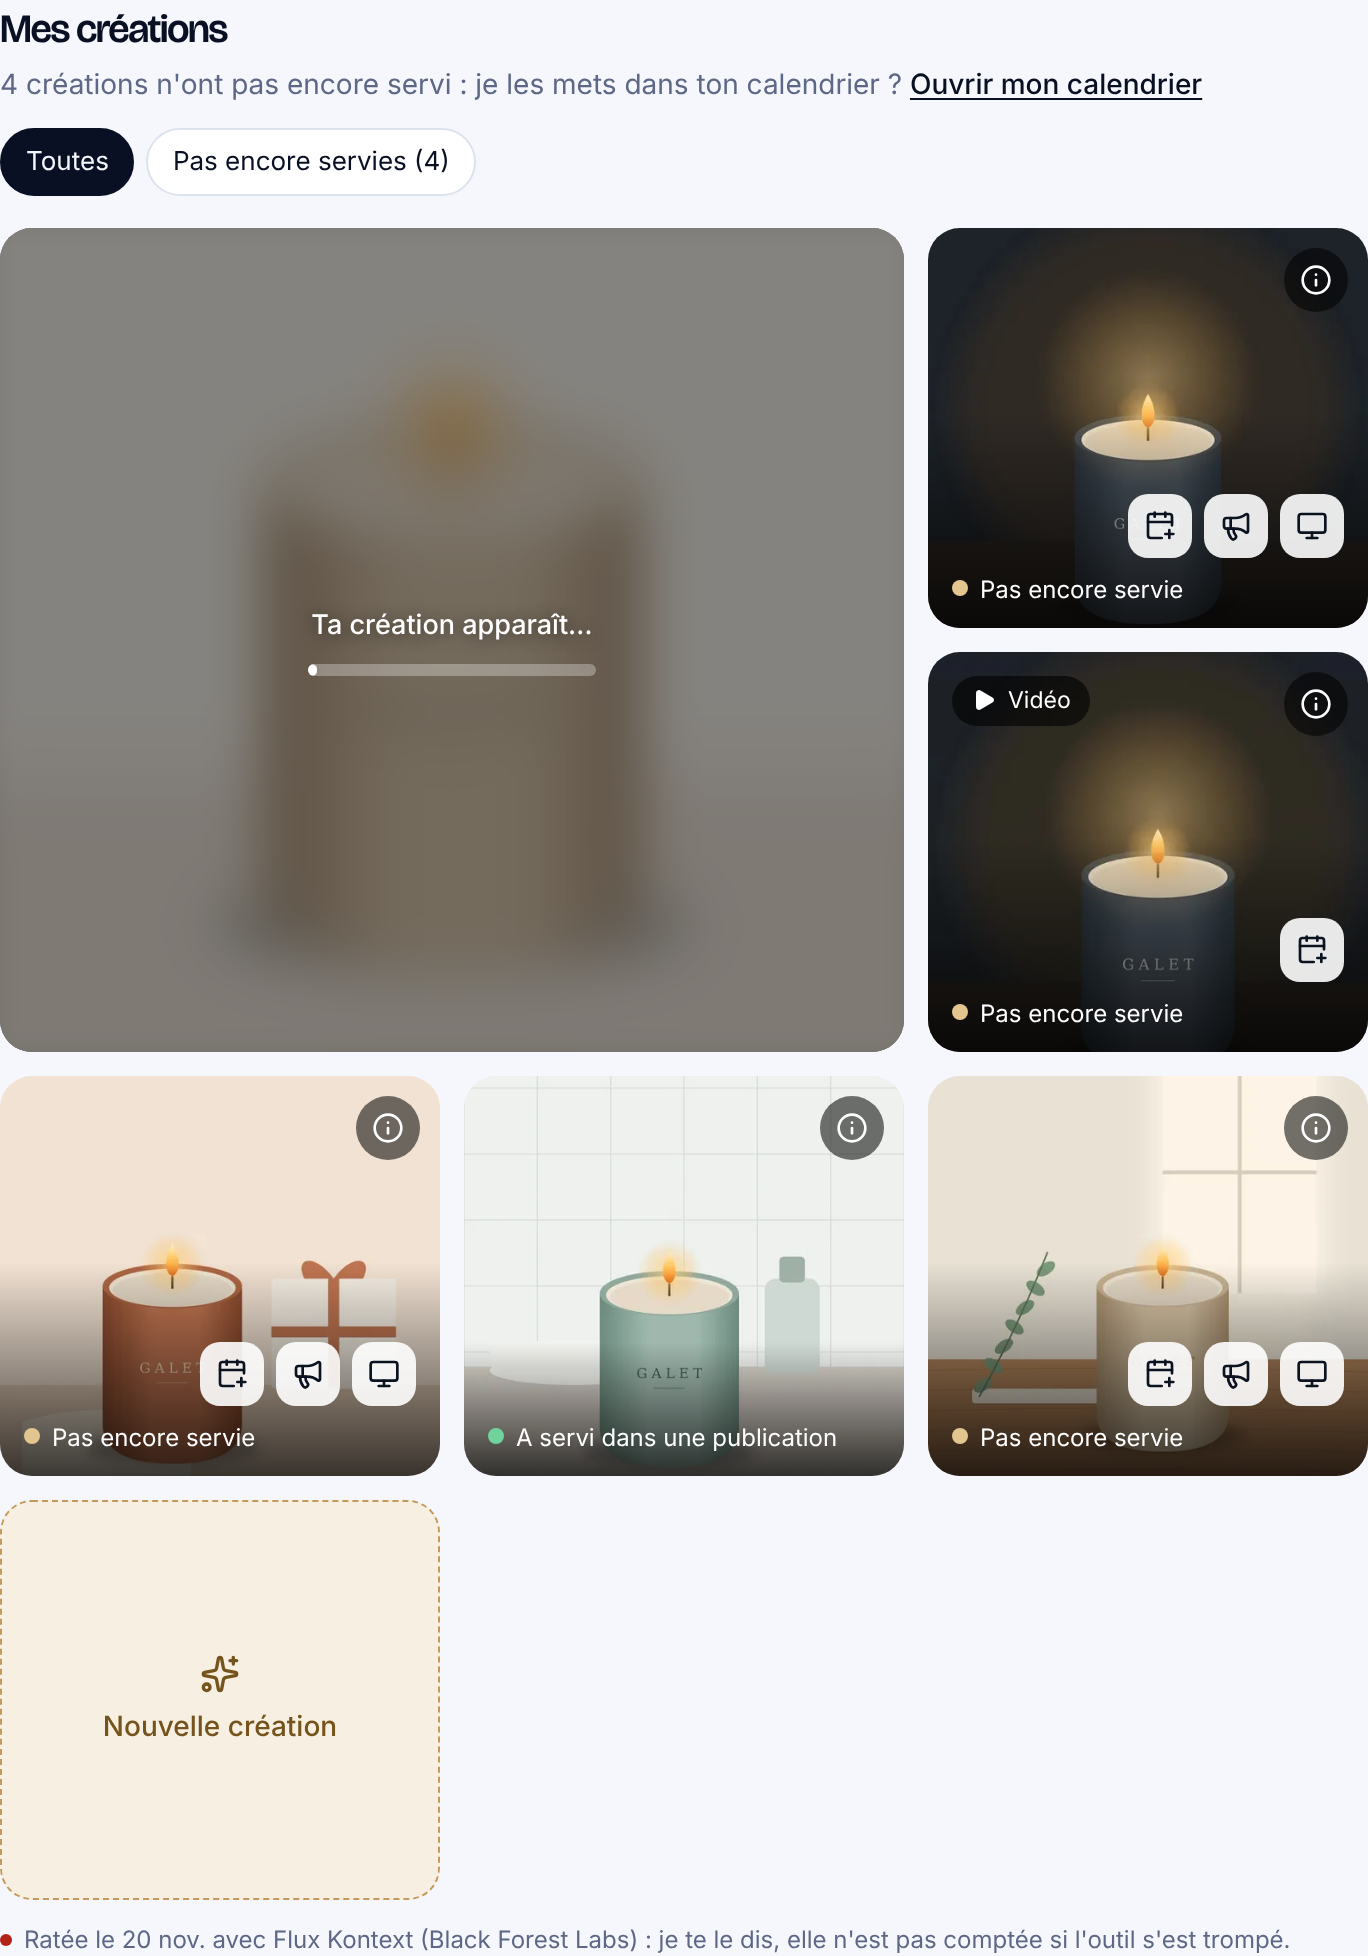 Mes créations
4 créations n'ont pas encore servi : je les mets dans ton calendrier ? Ouvrir mon calendrier
Toutes
Pas encore servies (4)
Ta création apparaît...
Pas encore servie
Vidéo
GALET
Pas encore servie
GALET
Pas encore servie
GALET
A servi dans une publication
Pas encore servie
Nouvelle création
Ratée le 20 nov. avec Flux Kontext (Black Forest Labs) : je te le dis, elle n'est pas comptée si l'outil s'est trompé.